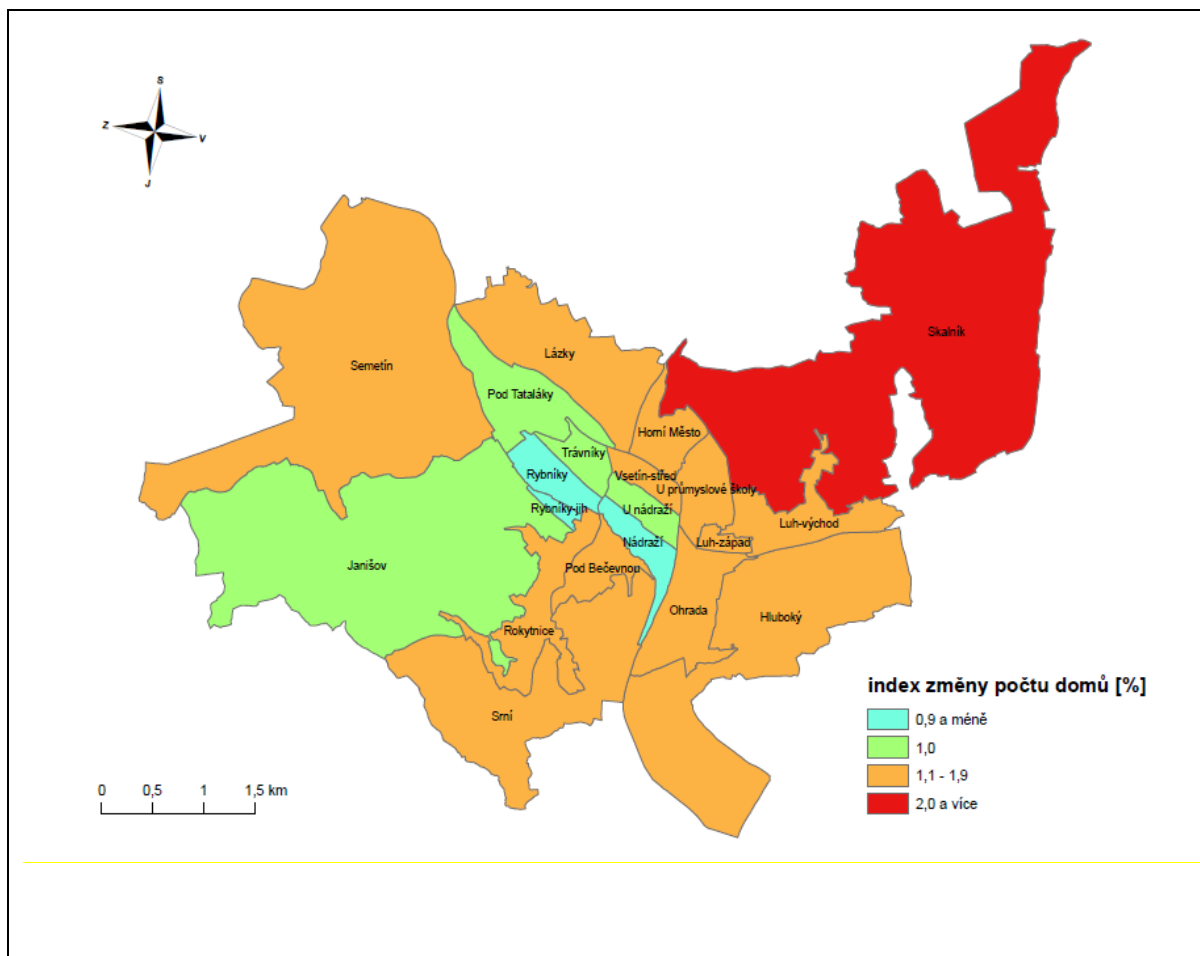 S
Z
V
J
Skalník
Lázky
Semetín
Pod Tataláky
Horní Město
Trávníky
Rybníky
Vsetín-střed
U průmyslové školy
Rybníky-jih
U nádraží
Luh-východ
Nádraží
Luh-západ
Janišov
Pod Bečevnou
Ohrada
Hluboký
Rokytnice
Srní
index změny počtu domů [%]
0,9 a méně
1,0
1,1 - 1,9
2,0 a více
0 0,5 1 1,5 km